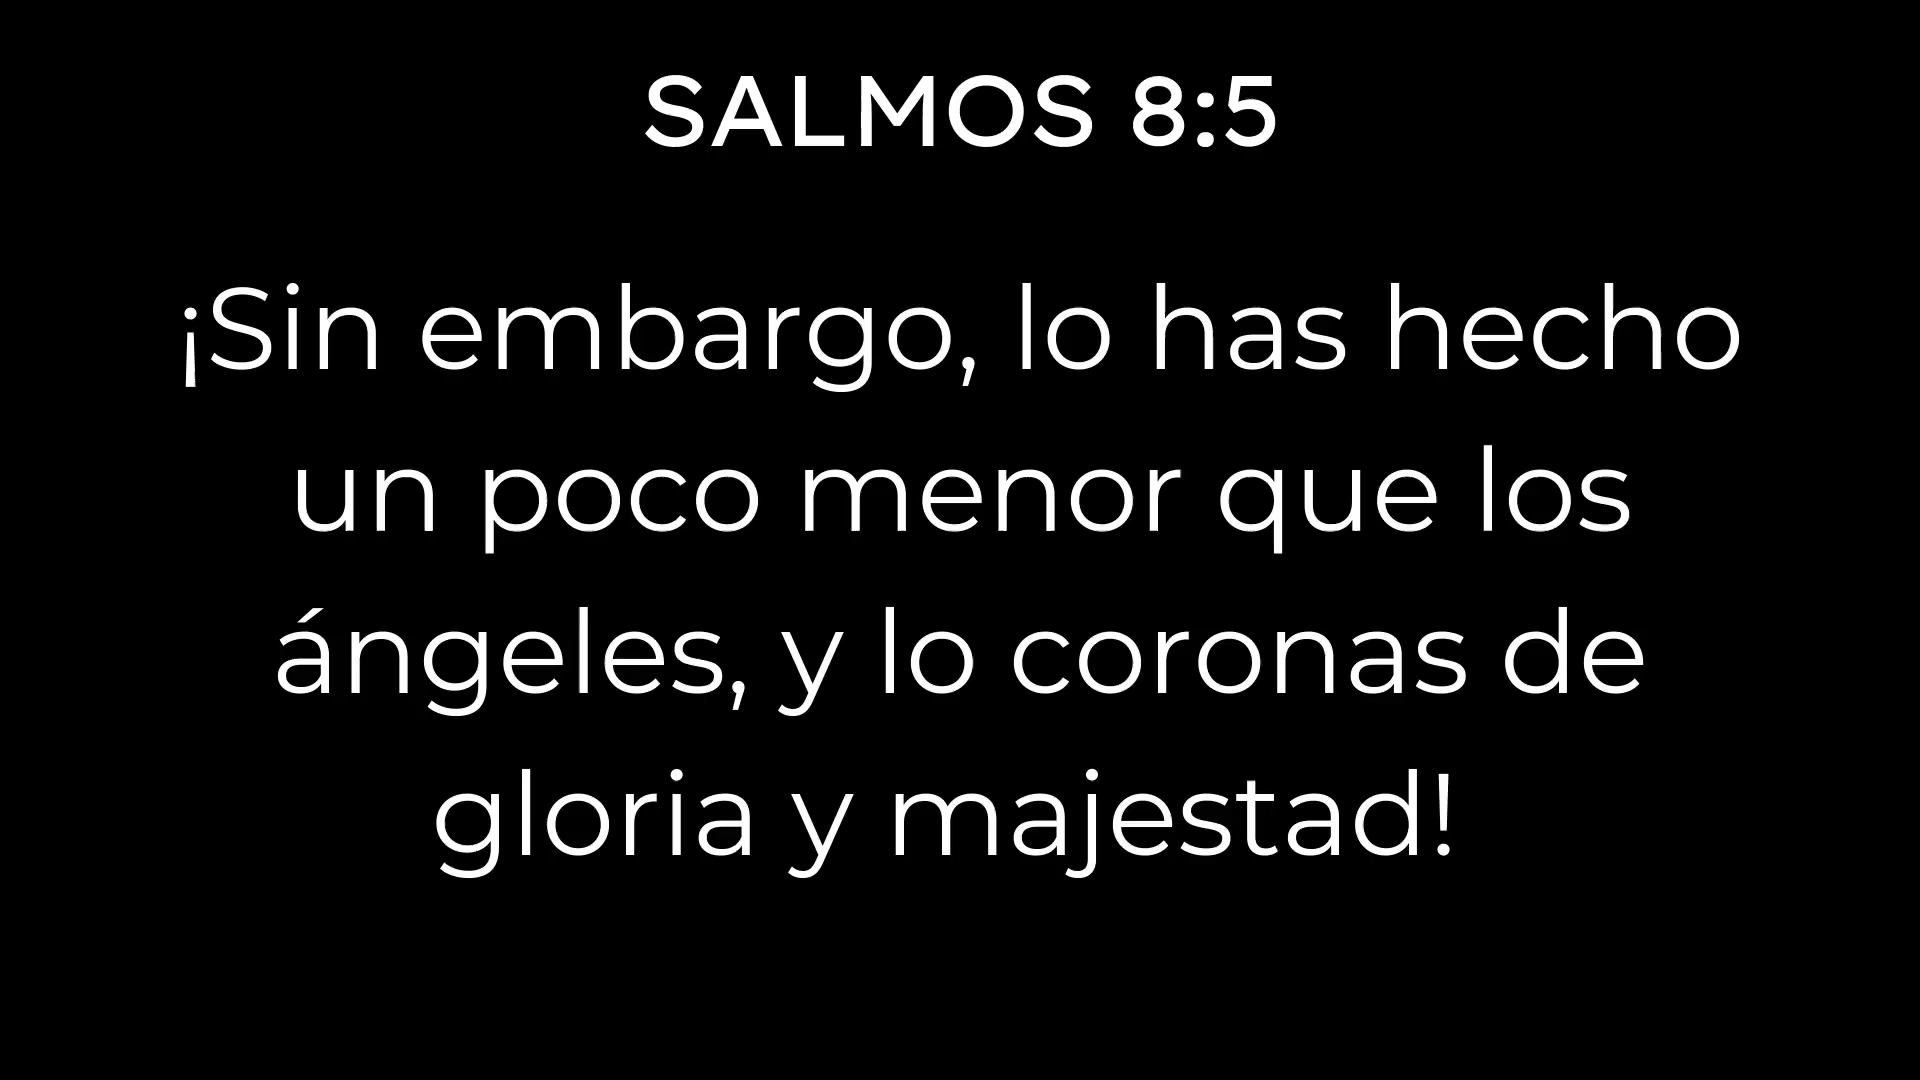 SALMOS 8:5
¡Sin embargo, lo has hecho
un poco menor que los
ángeles, y lo coronas de
gloria y majestad!